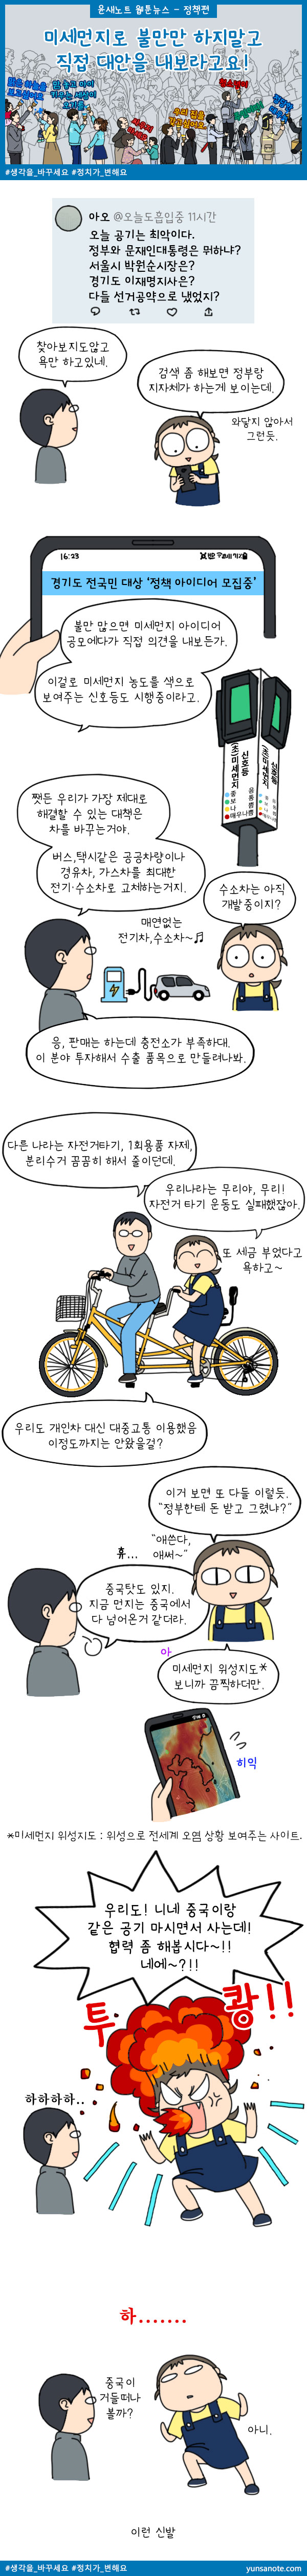 윤새노트 웹툰뉴스 - 정책편
미세먼지로 불만만 하지말고
직접 대안을 내보라고요!
#생각을_바꾸세요 #정치가_변해요
아오 @오늘도흡입중 11시간
오늘 공기는 최악이다.
정부와 문재인대통령은 뭐하냐?
서울시 박원순시장은?
경기도 이재명지사은?
다들 선거공약으로 냈었지?
찾아보지도않고
욕만 하고있네.
검색 좀 해보면 정부랑
지자체가 하는게 보이는데.
와닿지 않아서
그런듯.
16:23
경기도 전국민 대상 ‘정책 아이디어 모집중’
불만 많으면 미세먼지 아이디어
공모에다가 직접 의견을 내보든가.
이걸로 미세먼지 농도를 색으로
보여주는 신호등도 시행중이라고.
(초)미세먼지
신호등
(초)미세먼지
신호등
좋음
보통
나쁨
매우나쁨
쨋든 우리가 가장 제대로
해결할 수 있는 대책은
차를 바꾸는거야.
버스,택시같은 공공차량이나
경유차, 가스차를 최대한
전기·수소차로 교체하는거지.
수소차는 아직
개발중이지?
매연없는
전기차,수소차~♬
응, 판매는 하는데 충전소가 부족하대.
이 분야 투자해서 수출 품목으로 만들려나봐.
다른 나라는 자전거타기, 1회용품 자제,
분리수거 꼼꼼히 해서 줄이던데.
우리나라는 무리야, 무리!
자전거 타기 운동도 실패했잖아.
또 세금 부었다고
욕하고~
우리도 개인차 대신 대중교통 이용했음
이정도까지는 안왔을걸?
이거 보면 또 다들 이럴듯.
“정부한테 돈 받고 그렸냐?”
“애쓴다,
애써~”
휴...
중국탓도 있지.
지금 먼지는 중국에서
다 넘어온거 같더라.
아
미세먼지 위성지도*
보니까 끔찍하더만.
히익
*미세먼지 위성지도 : 위성으로 전세계 오염 상황 보여주는 사이트.
우리도! 니네 중국이랑
같은 공기 마시면서 사는데!
협력 좀 해봅시다~!!
네에~?!!
투쾅!!
하하하하..
하.......
중국이
거들떠나
볼까?
아니.
이런 신발
#생각을_바꾸세요 #정치가_변해요
yunsanote.com